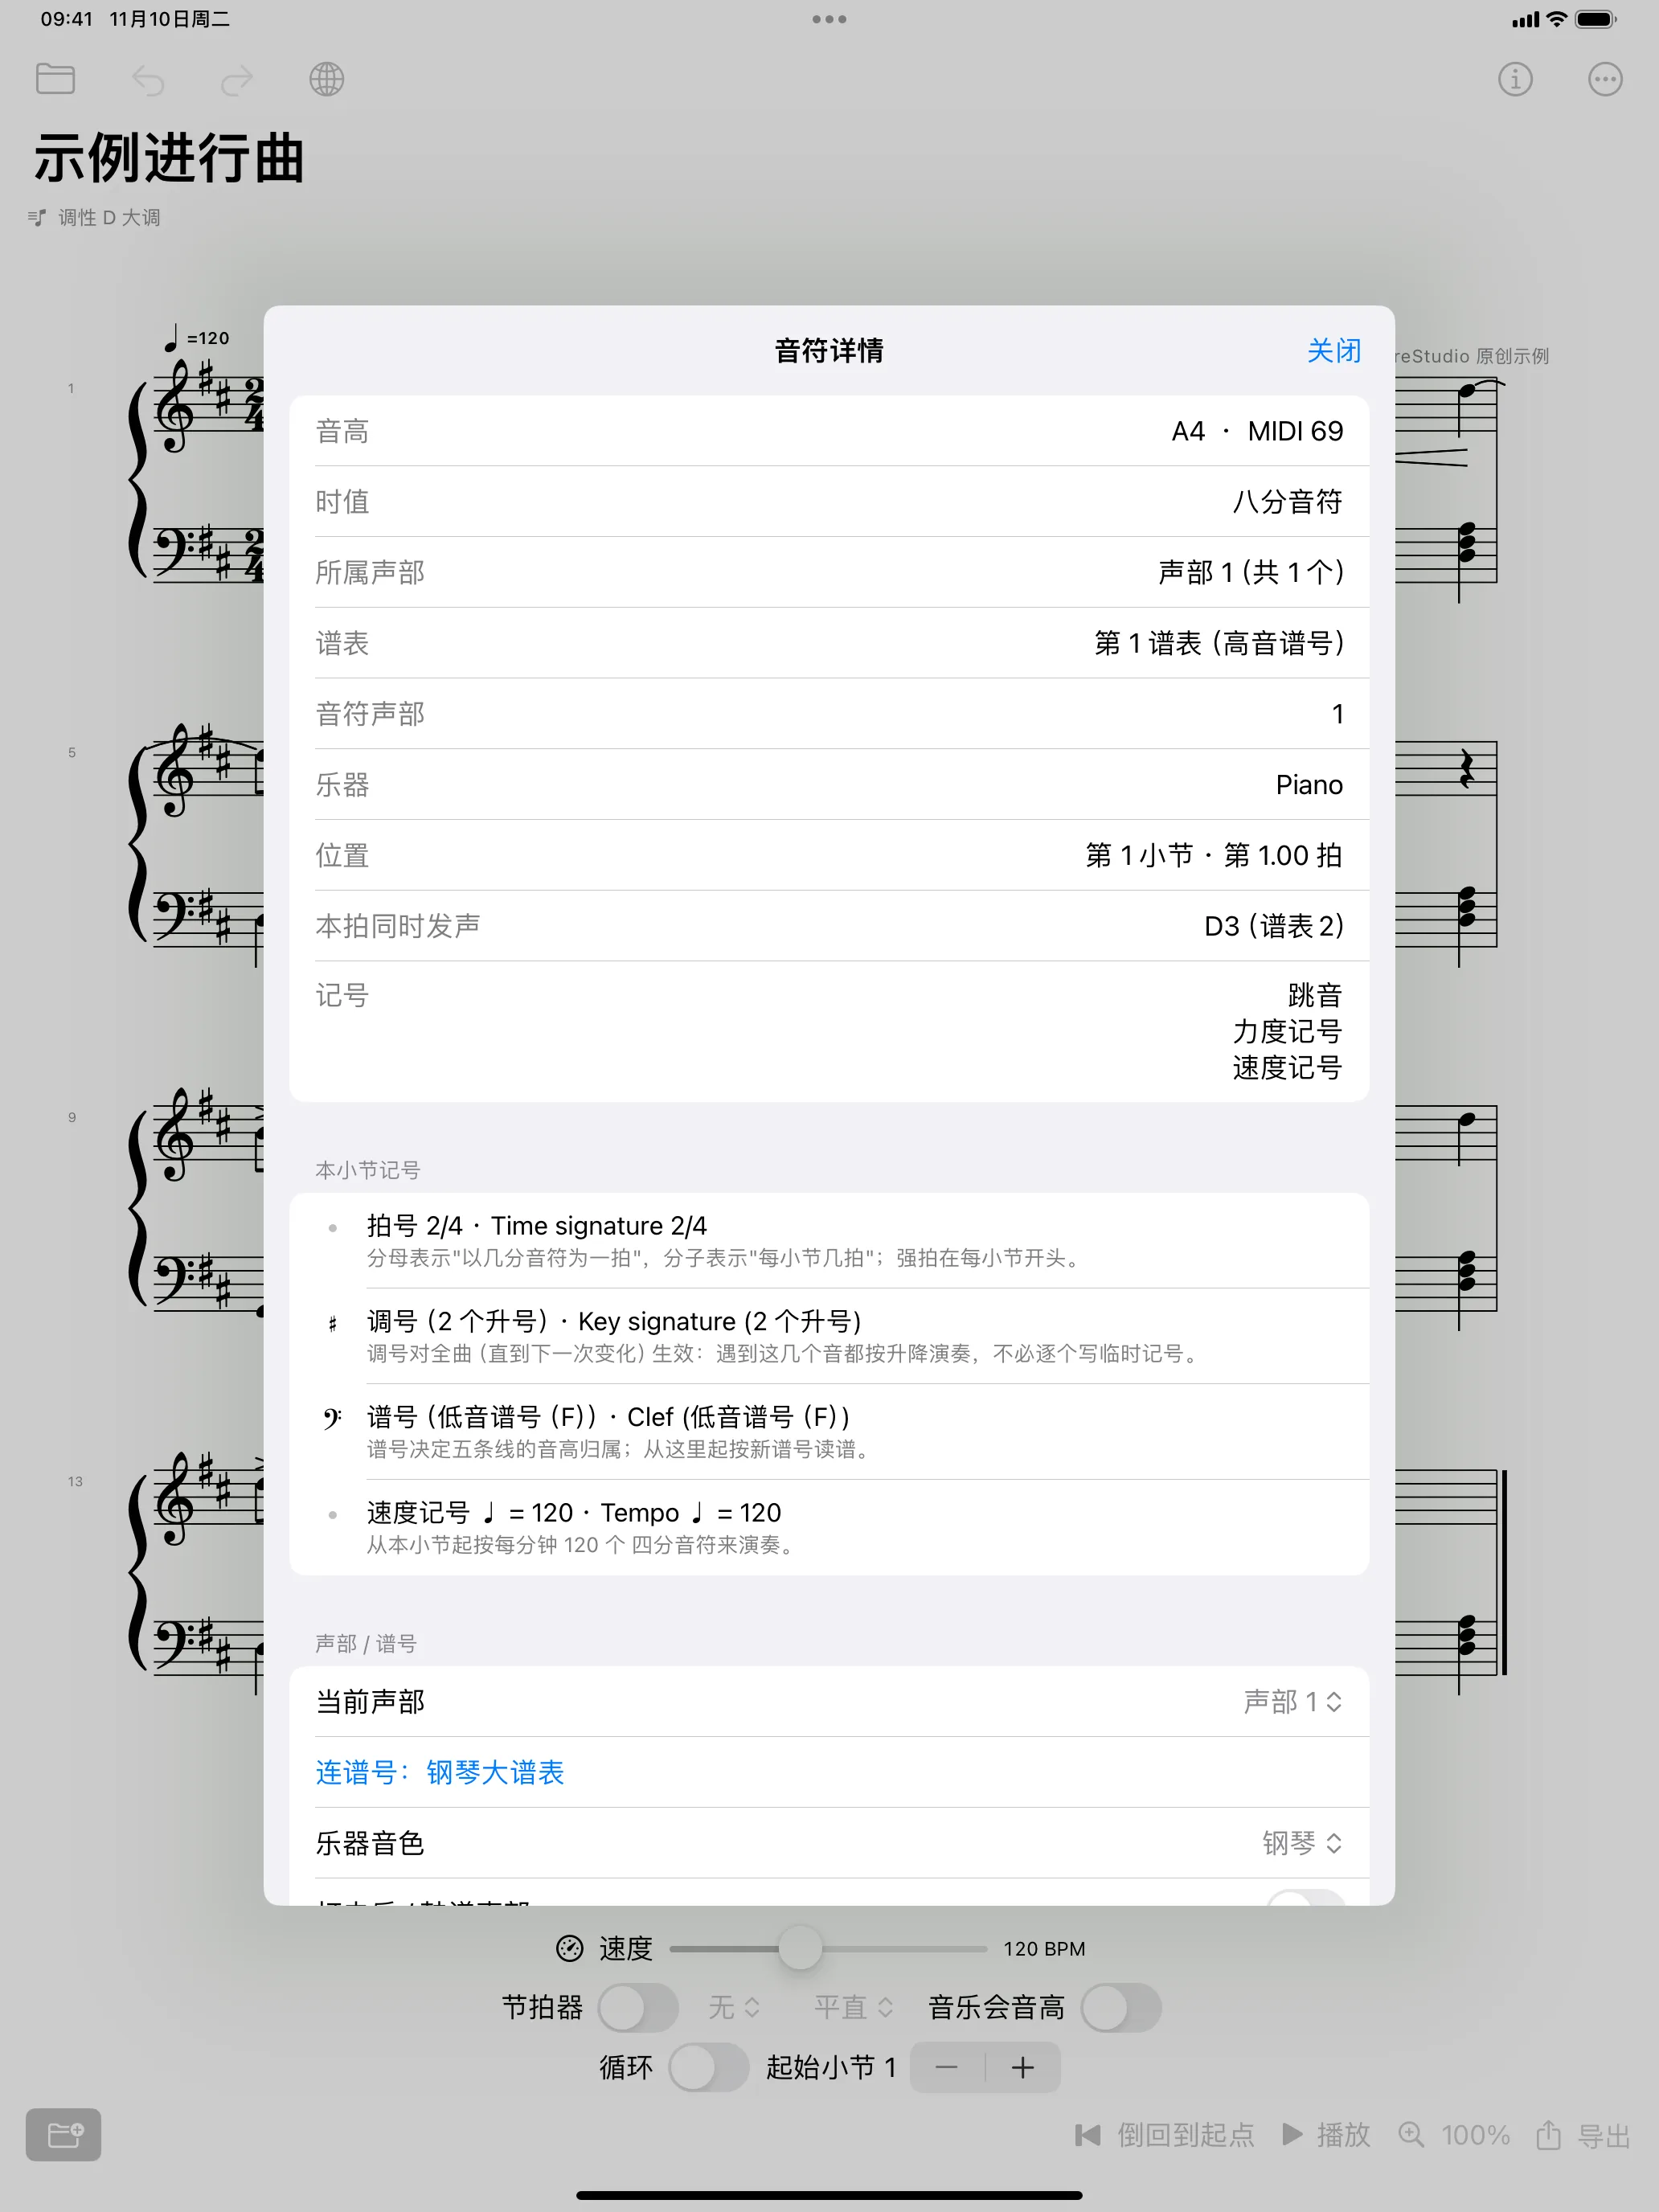 09:41 11月10日周二
示例进行曲
调性 D 大调
=120
reStudio 原创示例
1
5
9
13
音符详情
关闭
音高 A4 · MIDI 69
时值 八分音符
所属声部 声部 1 (共 1 个)
谱表 第 1 谱表 (高音谱号)
音符声部 1
乐器 Piano
位置 第 1 小节 · 第 1.00 拍
本拍同时发声 D3 (谱表 2)
记号 跳音
力度记号
速度记号
本小节记号
拍号 2/4 · Time signature 2/4
分母表示"以几分音符为一拍"，分子表示"每小节几拍"；强拍在每小节开头。
调号 (2 个升号) · Key signature (2 个升号)
调号对全曲 (直到下一次变化) 生效：遇到这几个音都按升降演奏，不必逐个写临时记号。
谱号 (低音谱号 (F)) · Clef (低音谱号 (F))
谱号决定五条线的音高归属；从这里起按新谱号读谱。
速度记号 ♩ = 120 · Tempo ♩ = 120
从本小节起按每分钟 120 个 四分音符来演奏。
声部 / 谱号
当前声部 声部 1
连谱号：钢琴大谱表
乐器音色 钢琴
速度 120 BPM
节拍器 无 平直 音乐会音高
循环 起始小节 1
倒回到起点 播放 100% 导出